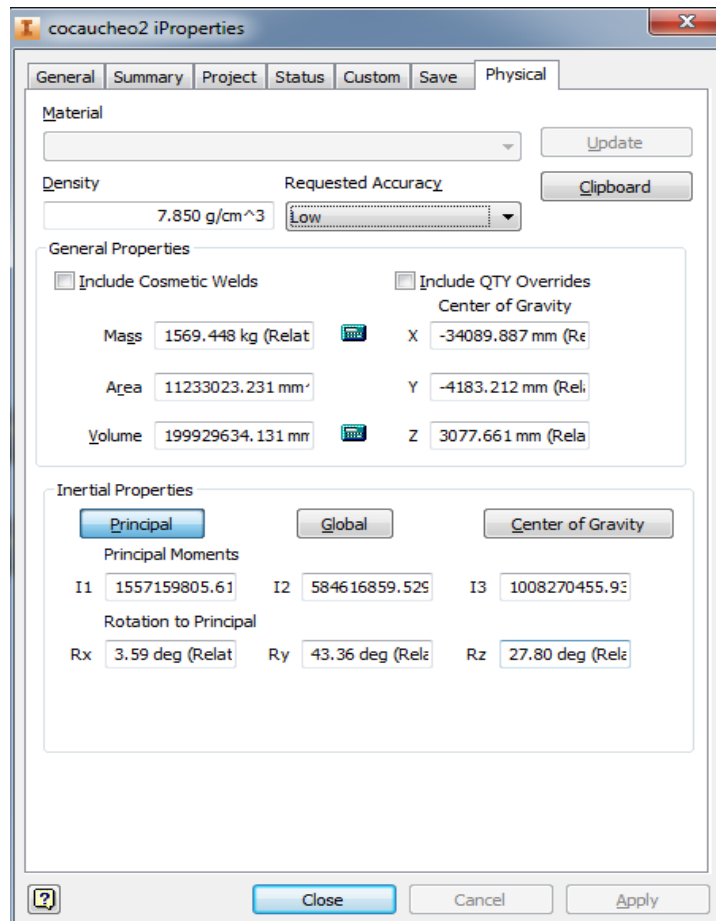 cocaucheo2 iProperties
General Summary Project Status Custom Save Physical
Material
Update
Density Requested Accuracy Clipboard
7.850 g/cm^3 Low
General Properties
Include Cosmetic Welds Include QTY Overrides
Center of Gravity
Mass 1569.448 kg (Relat X -34089.887 mm (Re
Area 11233023.231 mm^ Y -4183.212 mm (Rela
Volume 199929634.131 mm Z 3077.661 mm (Rela
Inertial Properties
Principal Global Center of Gravity
Principal Moments
I1 1557159805.61 I2 584616859.529 I3 1008270455.93
Rotation to Principal
Rx 3.59 deg (Relat Ry 43.36 deg (Rela Rz 27.80 deg (Rela
Close Cancel Apply